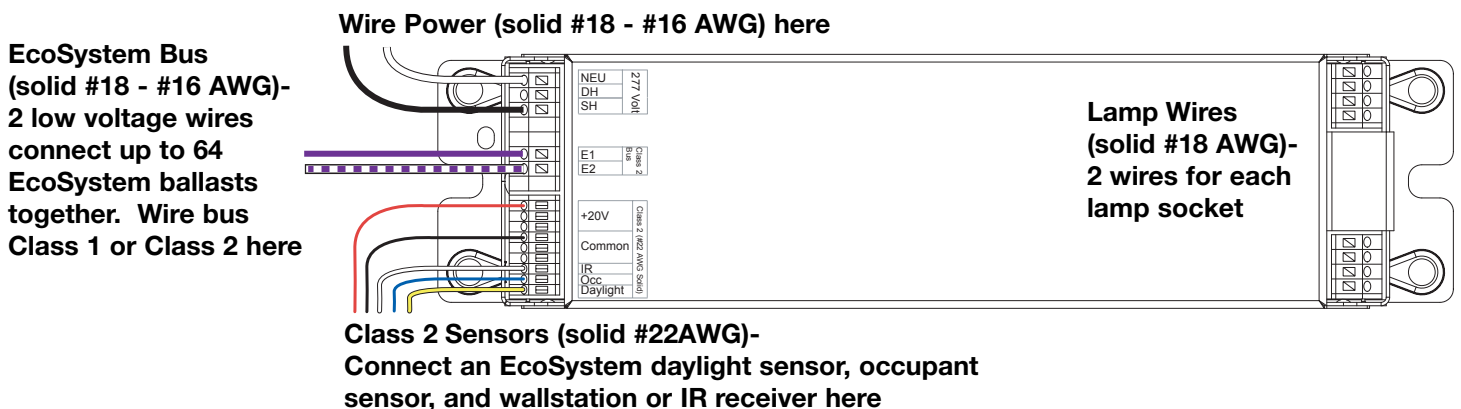 Wire Power (solid #18 - #16 AWG) here
EcoSystem Bus
(solid #18 - #16 AWG)-
2 low voltage wires
connect up to 64
EcoSystem ballasts
together.  Wire bus
Class 1 or Class 2 here
NEU
DH
SH
277 Volt
E1
E2
Class 2
Bus
+20V
Common
IR
Occ
Daylight
Class 2 (#22 AWG Solid)
Lamp Wires
(solid #18 AWG)-
2 wires for each
lamp socket
Class 2 Sensors (solid #22AWG)-
Connect an EcoSystem daylight sensor, occupant
sensor, and wallstation or IR receiver here